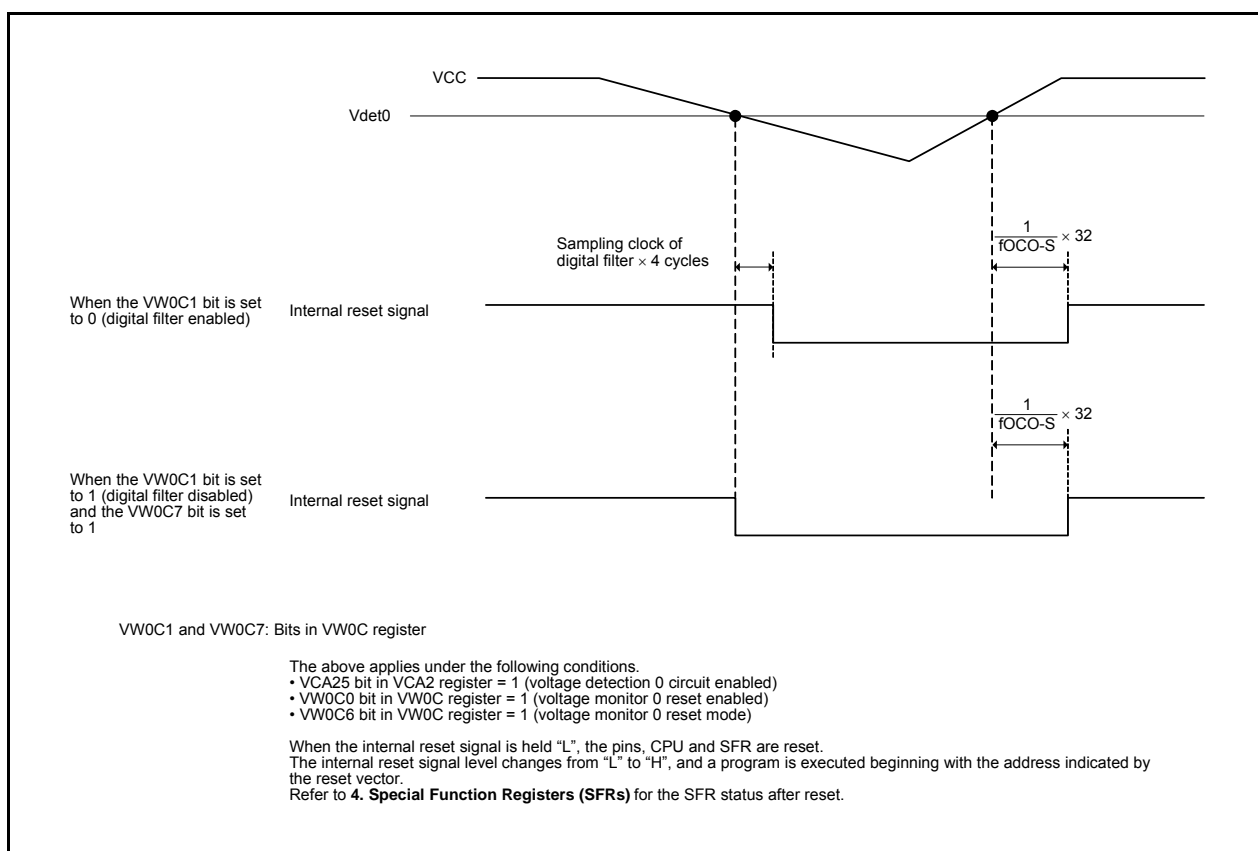 VCC
Vdet0
Sampling clock of
digital filter × 4 cycles
1
fOCO-S × 32
When the VW0C1 bit is set
to 0 (digital filter enabled)
Internal reset signal
1
fOCO-S × 32
When the VW0C1 bit is set
to 1 (digital filter disabled)
and the VW0C7 bit is set
to 1
Internal reset signal
VW0C1 and VW0C7: Bits in VW0C register
The above applies under the following conditions.
• VCA25 bit in VCA2 register = 1 (voltage detection 0 circuit enabled)
• VW0C0 bit in VW0C register = 1 (voltage monitor 0 reset enabled)
• VW0C6 bit in VW0C register = 1 (voltage monitor 0 reset mode)
When the internal reset signal is held “L”, the pins, CPU and SFR are reset.
The internal reset signal level changes from “L” to “H”, and a program is executed beginning with the address indicated by
the reset vector.
Refer to 4. Special Function Registers (SFRs) for the SFR status after reset.